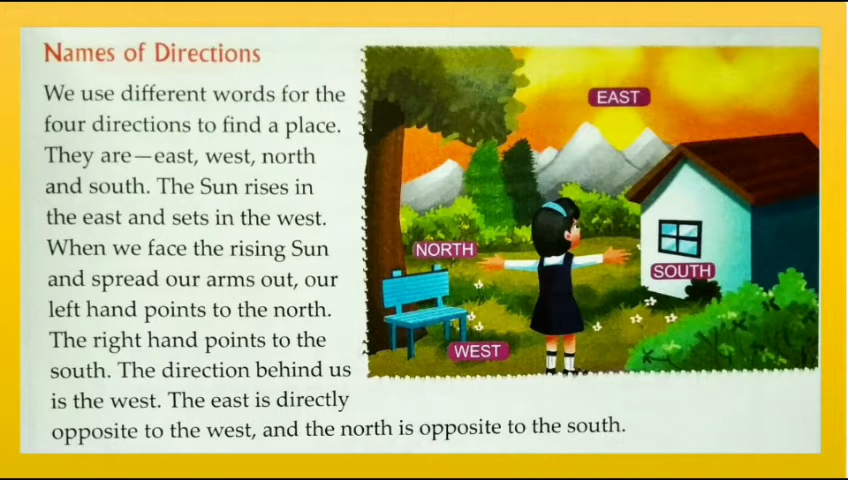 Names of Directions
We use different words for the
four directions to find a place.
They are—east, west, north
and south. The Sun rises in
the east and sets in the west.
When we face the rising Sun
and spread our arms out, our
left hand points to the north.
The right hand points to the
south. The direction behind us
is the west. The east is directly
opposite to the west, and the north is opposite to the south.
EAST
NORTH
SOUTH
WEST